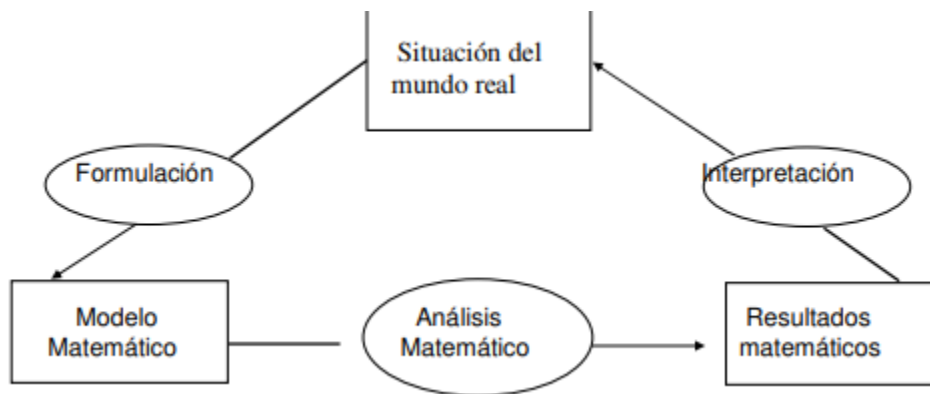 Situación del
mundo real
Formulación
Interpretación
Modelo
Matemático
Análisis
Matemático
Resultados
matemáticos